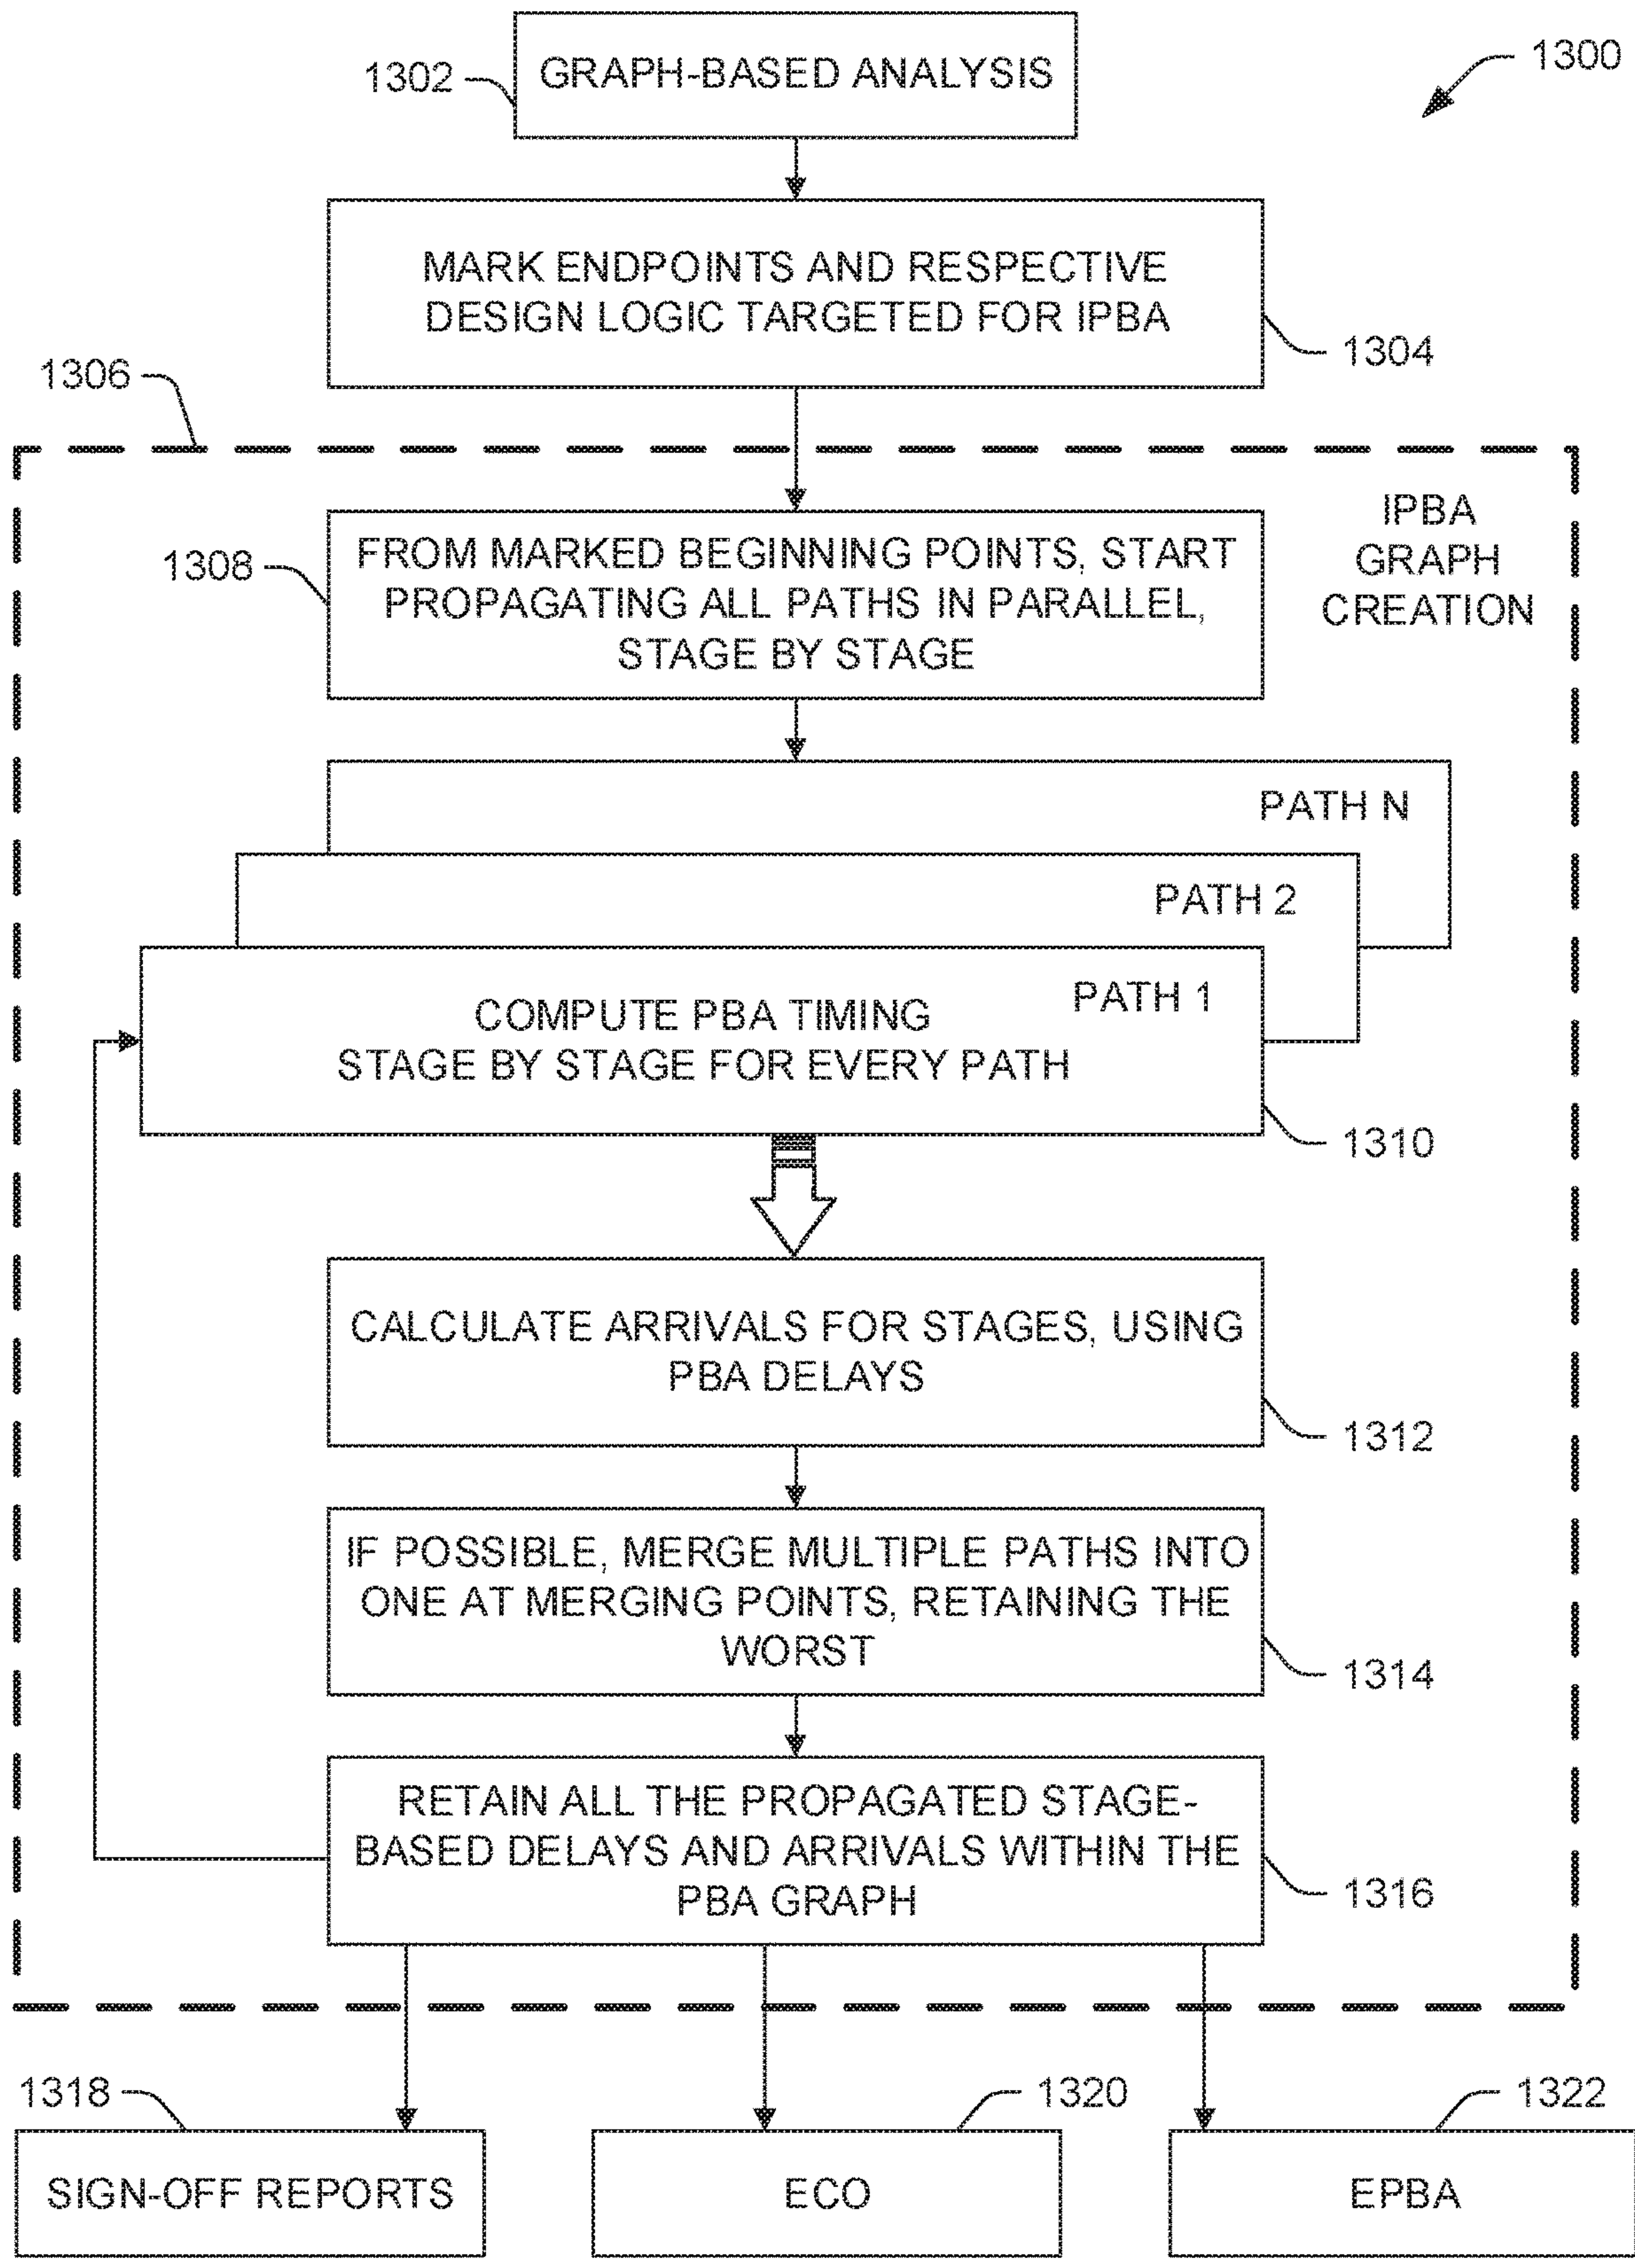 1300
1302
GRAPH-BASED ANALYSIS
MARK ENDPOINTS AND RESPECTIVE
DESIGN LOGIC TARGETED FOR IPBA
1304
1306
IPBA
GRAPH
CREATION
1308
FROM MARKED BEGINNING POINTS, START
PROPAGATING ALL PATHS IN PARALLEL,
STAGE BY STAGE
PATH N
PATH 2
PATH 1
COMPUTE PBA TIMING
STAGE BY STAGE FOR EVERY PATH
1310
CALCULATE ARRIVALS FOR STAGES, USING
PBA DELAYS
1312
IF POSSIBLE, MERGE MULTIPLE PATHS INTO
ONE AT MERGING POINTS, RETAINING THE
WORST
1314
RETAIN ALL THE PROPAGATED STAGE-
BASED DELAYS AND ARRIVALS WITHIN THE
PBA GRAPH
1316
1318
SIGN-OFF REPORTS
1320
ECO
1322
EPBA